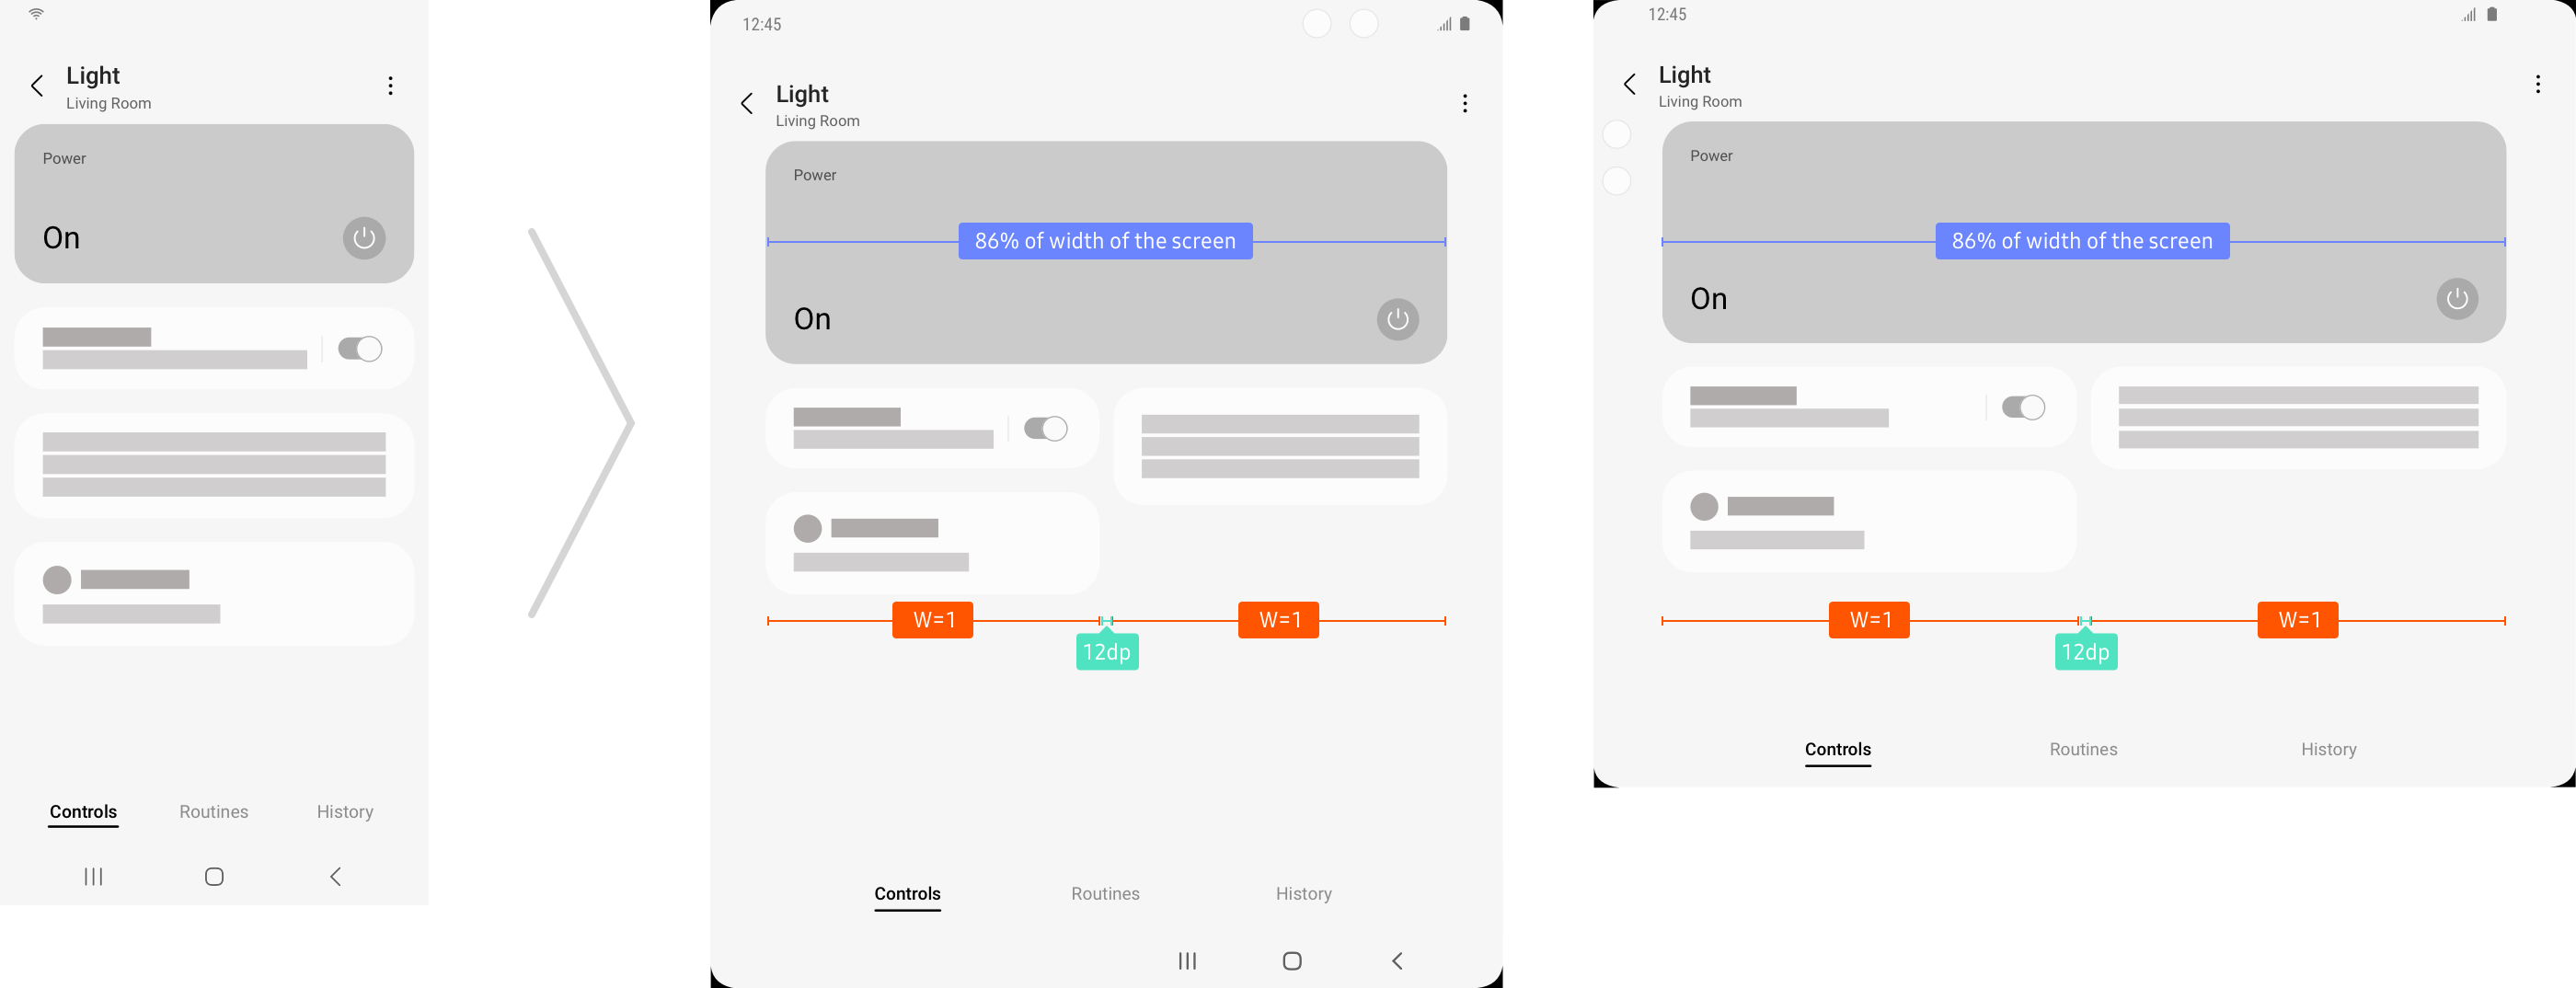 Light
Living Room
Power
On
Controls Routines History
12:45
Light
Living Room
Power
86% of width of the screen
On
W=1 W=1
12dp
Controls Routines History
12:45
Light
Living Room
Power
86% of width of the screen
On
W=1 W=1
12dp
Controls Routines History